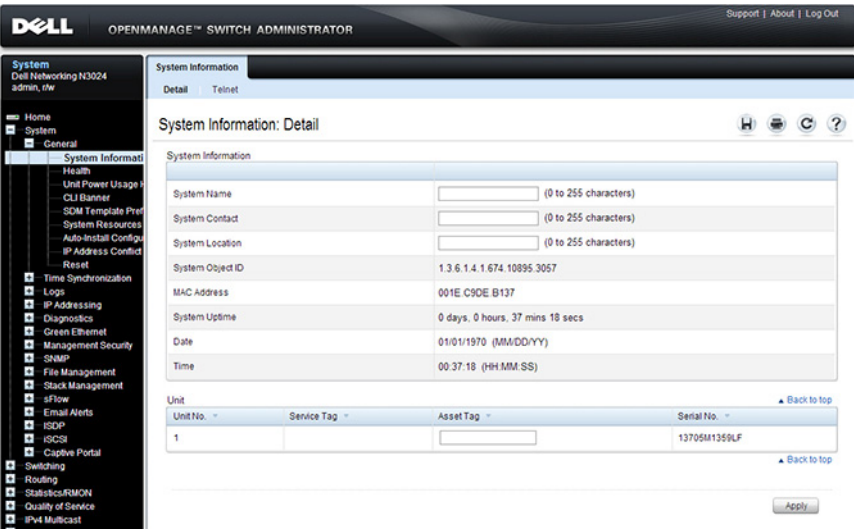 Support | About | Log Out
DELL OPENMANAGE™ SWITCH ADMINISTRATOR
System
Dell Networking N3024
admin, r/w
Home
System
General
System Informati
Health
Unit Power Usage H
CLI Banner
SDM Template Pref
System Resources
Auto-Install Configu
IP Address Conflict
Reset
Time Synchronization
Logs
IP Addressing
Diagnostics
Green Ethernet
Management Security
SNMP
File Management
Stack Management
sFlow
Email Alerts
ISDP
iSCSI
Captive Portal
Switching
Routing
Statistics/RMON
Quality of Service
IPv4 Multicast
System Information
Detail Telnet
System Information: Detail
System Information
System Name (0 to 255 characters)
System Contact (0 to 255 characters)
System Location (0 to 255 characters)
System Object ID 1.3.6.1.4.1.674.10895.3057
MAC Address 001E.C9DE.B137
System Uptime 0 days, 0 hours, 37 mins 18 secs
Date 01/01/1970 (MM/DD/YY)
Time 00:37:18 (HH:MM:SS)
Unit Back to top
Unit No. Service Tag Asset Tag Serial No.
1 13705M1359LF
Back to top
Apply